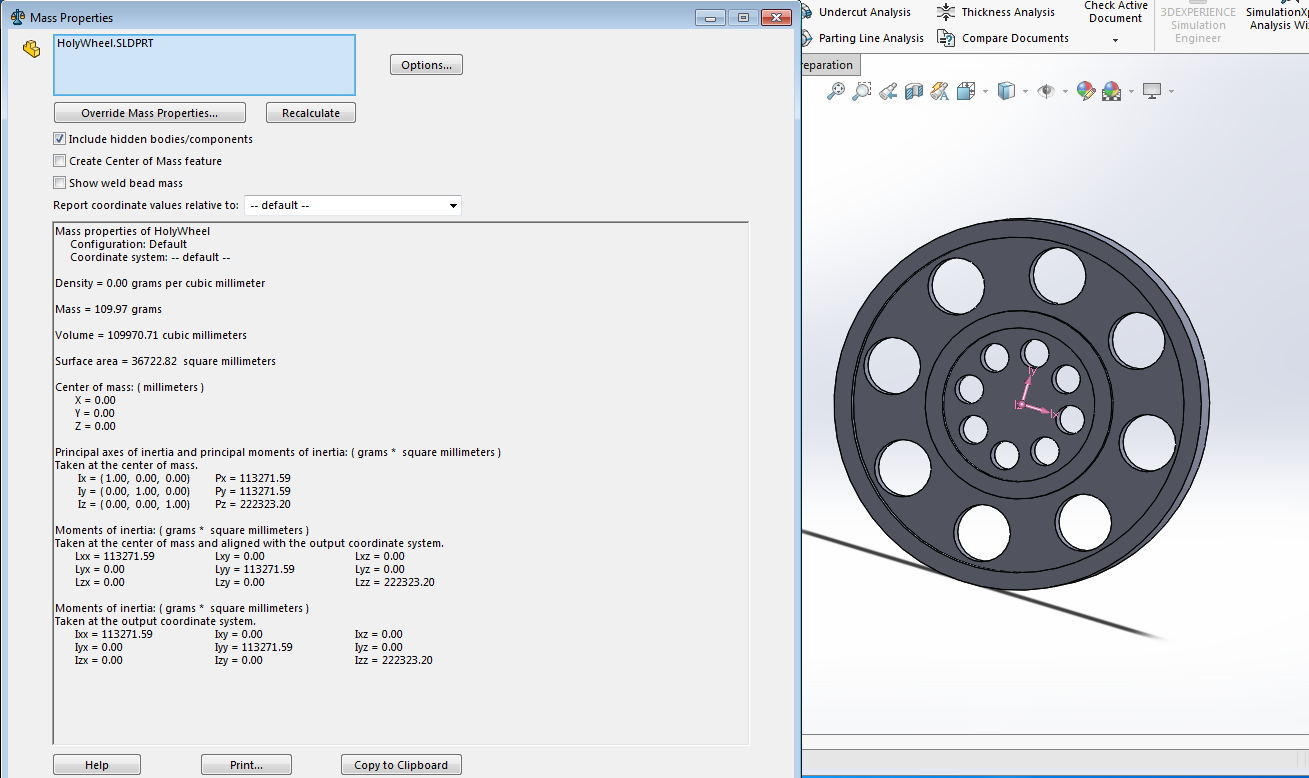 Mass Properties
HolyWheel.SLDPRT
Options...
Override Mass Properties...
Recalculate
Include hidden bodies/components
Create Center of Mass feature
Show weld bead mass
Report coordinate values relative to:
-- default --
Mass properties of HolyWheel
Configuration: Default
Coordinate system: -- default --
Density = 0.00 grams per cubic millimeter
Mass = 109.97 grams
Volume = 109970.71 cubic millimeters
Surface area = 36722.82 square millimeters
Center of mass: ( millimeters )
X = 0.00
Y = 0.00
Z = 0.00
Principal axes of inertia and principal moments of inertia: ( grams * square millimeters )
Taken at the center of mass.
Ix = ( 1.00, 0.00, 0.00) Px = 113271.59
Iy = ( 0.00, 1.00, 0.00) Py = 113271.59
Iz = ( 0.00, 0.00, 1.00) Pz = 222323.20
Moments of inertia: ( grams * square millimeters )
Taken at the center of mass and aligned with the output coordinate system.
Lxx = 113271.59 Lxy = 0.00 Lxz = 0.00
Lyx = 0.00 Lyy = 113271.59 Lyz = 0.00
Lzx = 0.00 Lzy = 0.00 Lzz = 222323.20
Moments of inertia: ( grams * square millimeters )
Taken at the output coordinate system.
Ixx = 113271.59 Ixy = 0.00 Ixz = 0.00
Iyx = 0.00 Iyy = 113271.59 Iyz = 0.00
Izx = 0.00 Izy = 0.00 Izz = 222323.20
Help
Print...
Copy to Clipboard
Undercut Analysis
Parting Line Analysis
Thickness Analysis
Compare Documents
Check Active
Document
3DEXPERIENCE
Simulation
Engineer
SimulationXp
Analysis Wiz
reparation
Iy
Ix
Iz